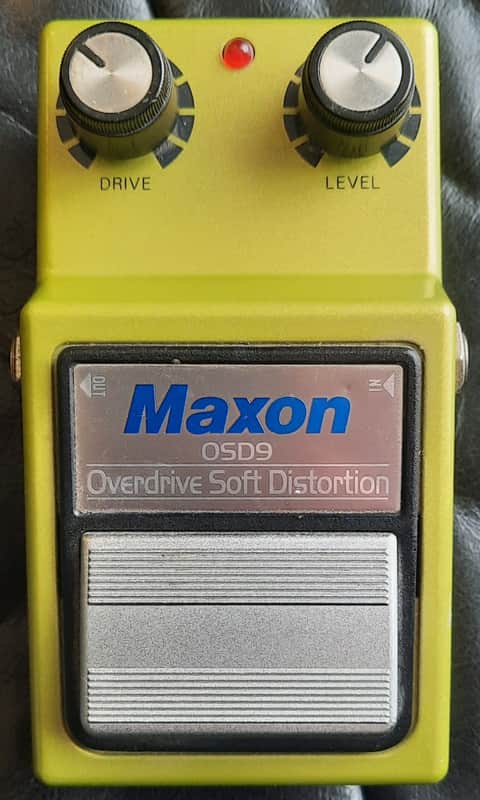 DRIVE
LEVEL
OUT
IN
Maxon
OSD9
Overdrive Soft Distortion